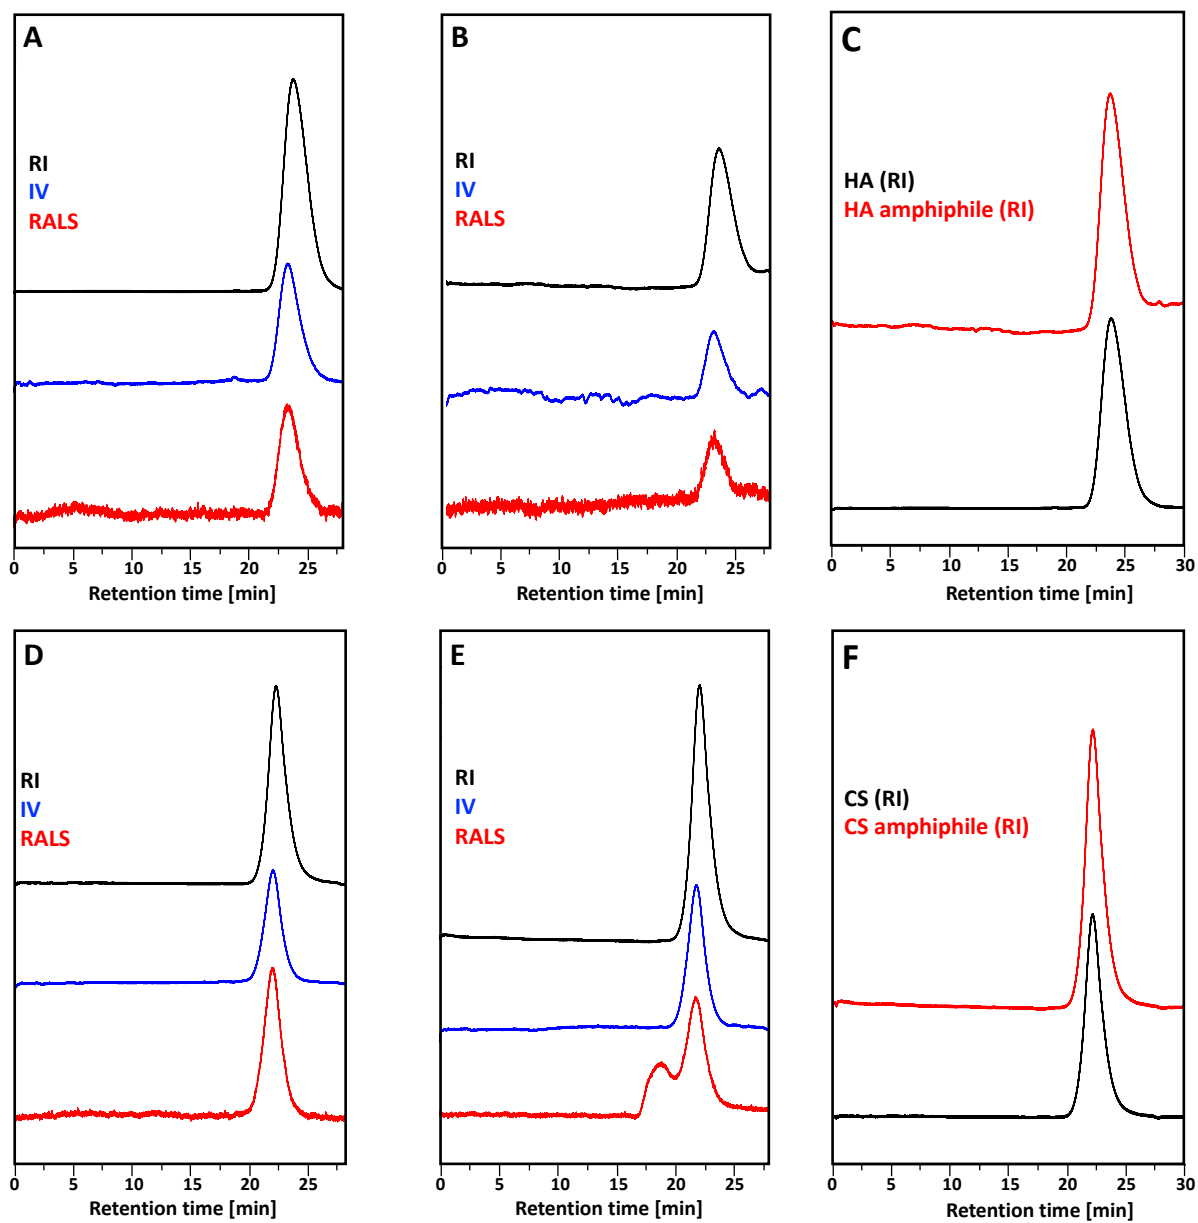 A
RI
IV
RALS
0 5 10 15 20 25
Retention time [min]
B
RI
IV
RALS
0 5 10 15 20 25
Retention time [min]
C
HA (RI)
HA amphiphile (RI)
0 5 10 15 20 25 30
Retention time [min]
D
RI
IV
RALS
0 5 10 15 20 25
Retention time [min]
E
RI
IV
RALS
0 5 10 15 20 25
Retention time [min]
F
CS (RI)
CS amphiphile (RI)
0 5 10 15 20 25 30
Retention time [min]